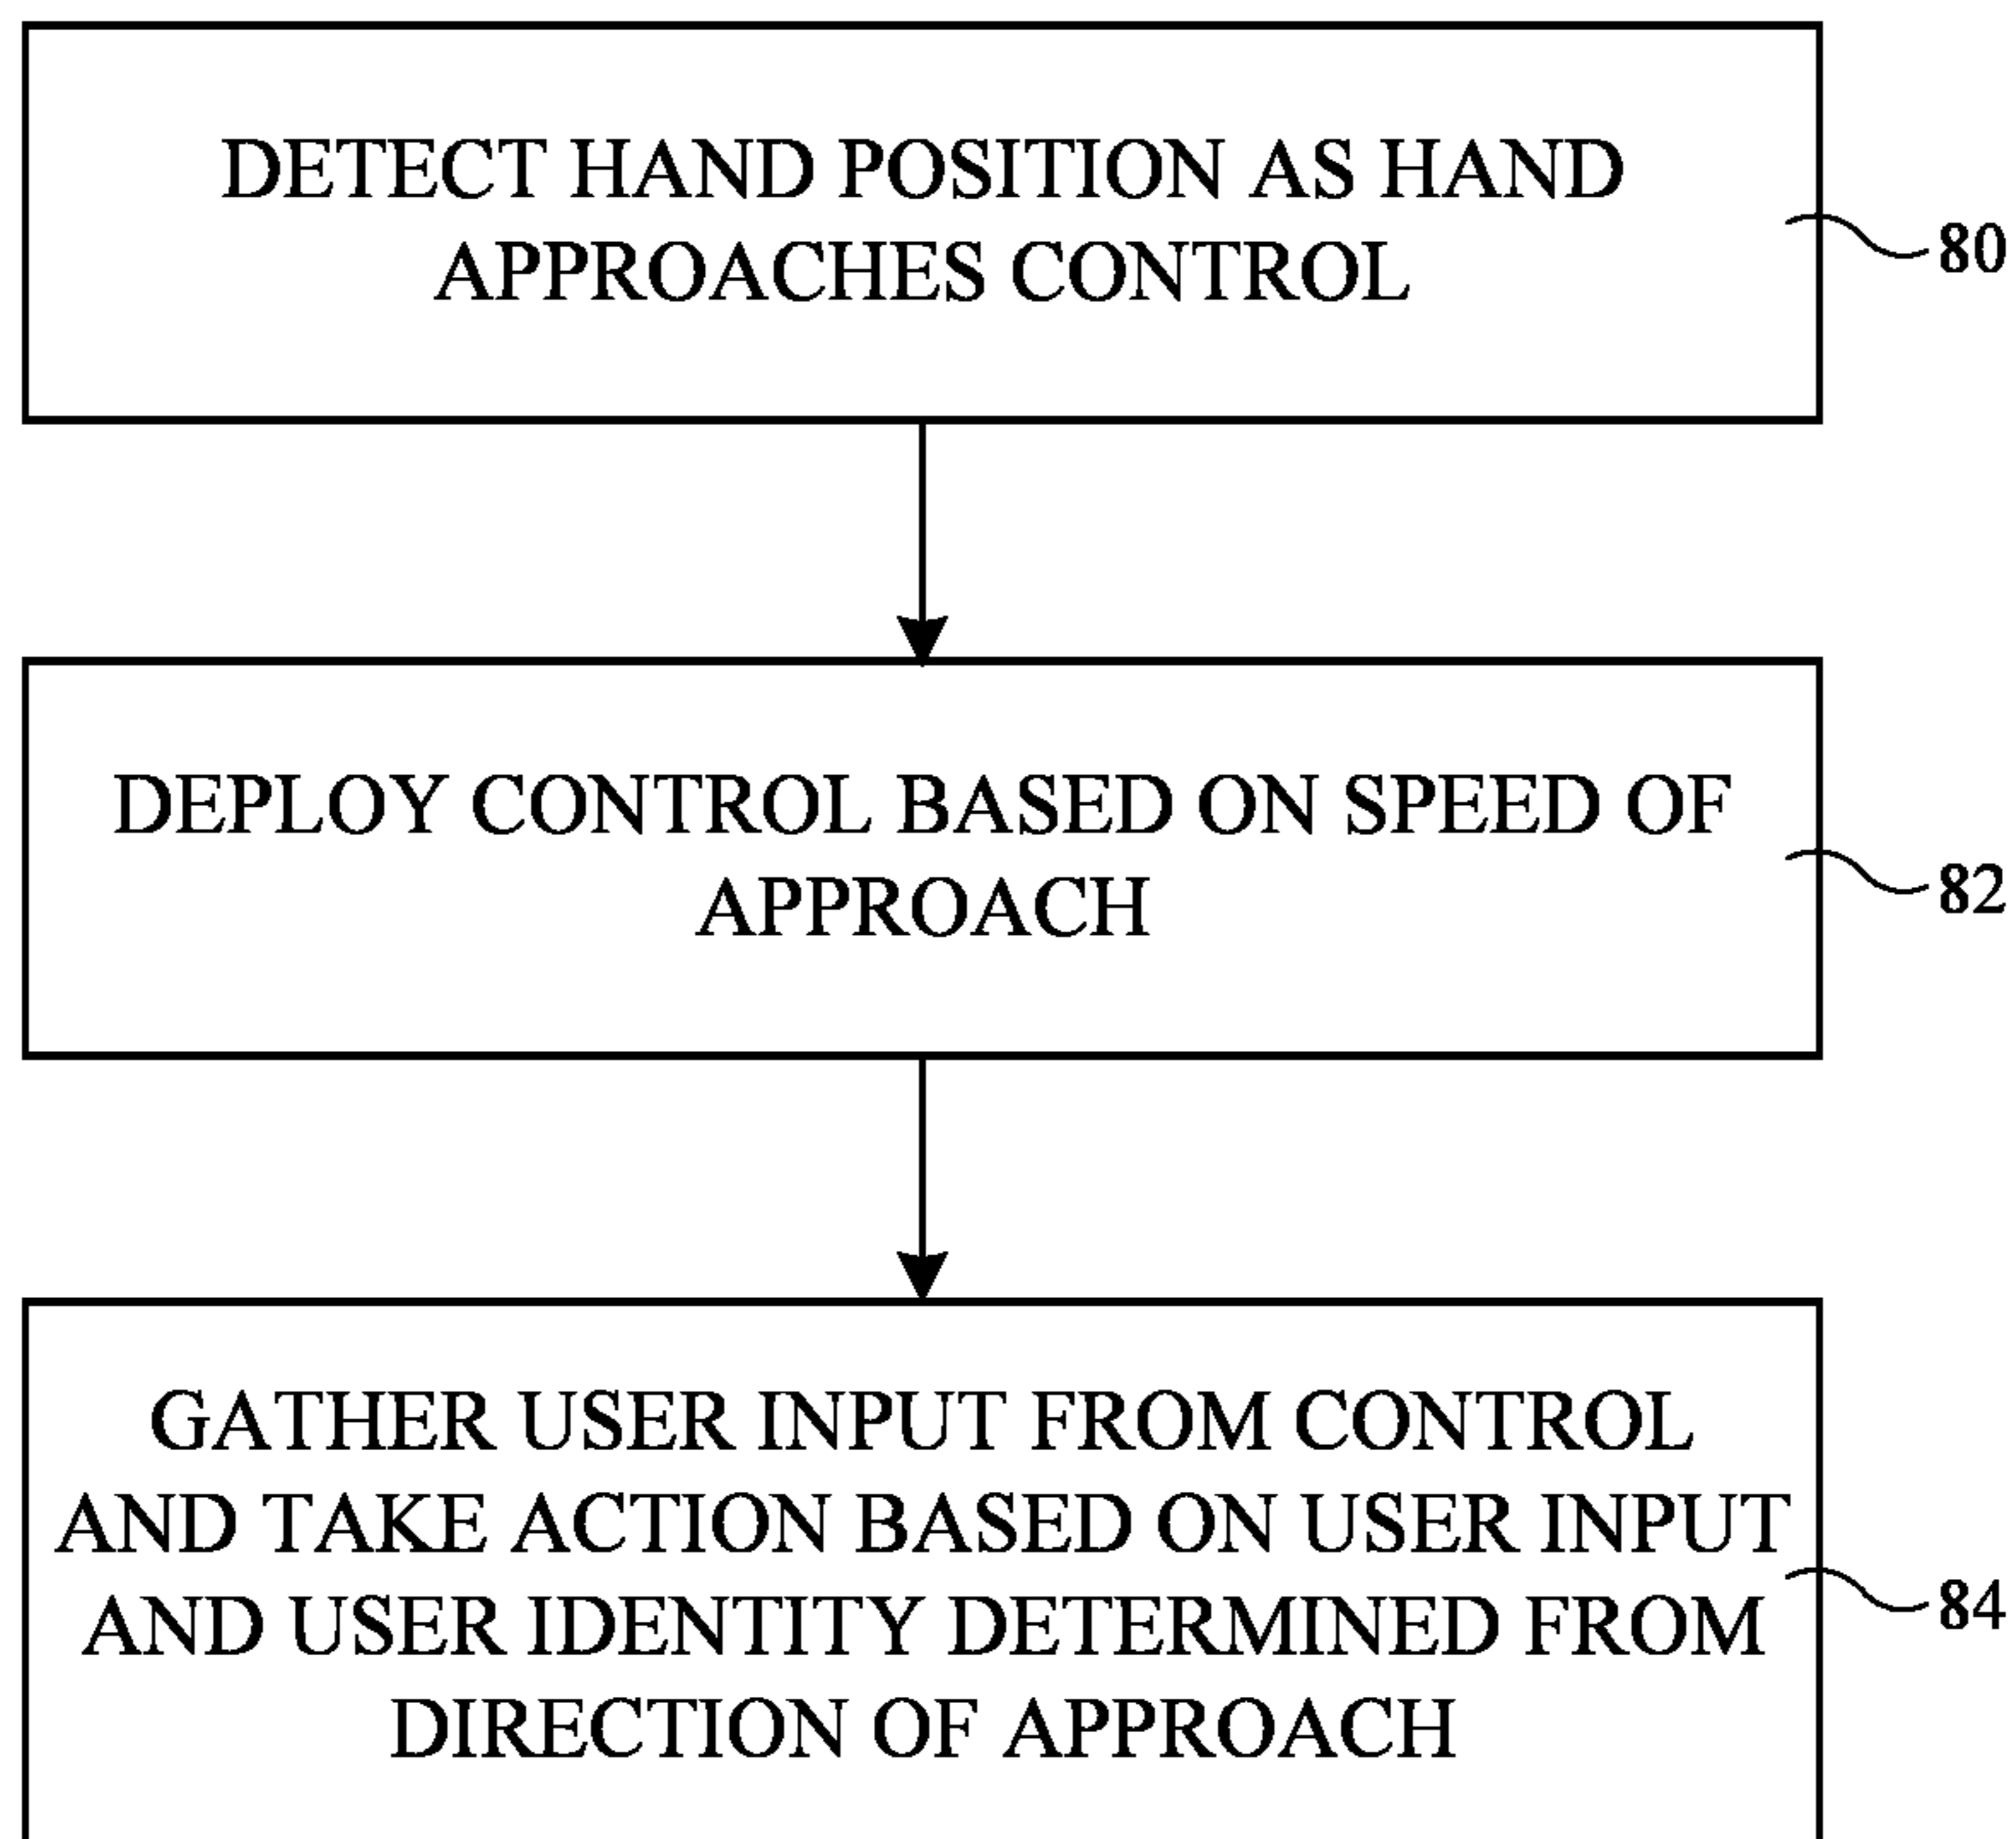 DETECT HAND POSITION AS HAND
APPROACHES CONTROL
80
DEPLOY CONTROL BASED ON SPEED OF
APPROACH
82
GATHER USER INPUT FROM CONTROL
AND TAKE ACTION BASED ON USER INPUT
AND USER IDENTITY DETERMINED FROM
DIRECTION OF APPROACH
84